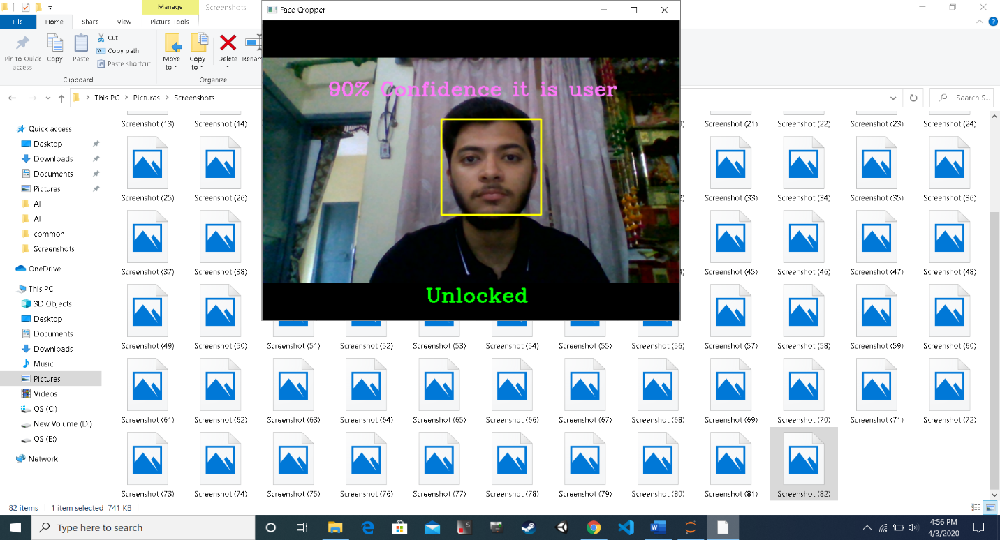 Manage
Screenshots
Face Cropper
File
Home
Share
View
Picture Tools
Pin to Quick access
Copy
Paste
Cut
Copy path
Paste shortcut
Move to
Copy to
Delete
Renam
Clipboard
Organize
This PC
Pictures
Screenshots
Search S...
90% Confidence it is user
Unlocked
Quick access
Desktop
Downloads
Documents
Pictures
AI
AI
common
Screenshots
OneDrive
This PC
3D Objects
Desktop
Documents
Downloads
Music
Pictures
Videos
OS (C:)
New Volume (D:)
OS (E:)
Network
Screenshot (13) Screenshot (14) Screenshot (21) Screenshot (22) Screenshot (23) Screenshot (24)
Screenshot (25) Screenshot (26) Screenshot (33) Screenshot (34) Screenshot (35) Screenshot (36)
Screenshot (37) Screenshot (38) Screenshot (45) Screenshot (46) Screenshot (47) Screenshot (48)
Screenshot (49) Screenshot (50) Screenshot (51) Screenshot (52) Screenshot (53) Screenshot (54) Screenshot (55) Screenshot (56) Screenshot (57) Screenshot (58) Screenshot (59) Screenshot (60)
Screenshot (61) Screenshot (62) Screenshot (63) Screenshot (64) Screenshot (65) Screenshot (66) Screenshot (67) Screenshot (68) Screenshot (69) Screenshot (70) Screenshot (71) Screenshot (72)
Screenshot (73) Screenshot (74) Screenshot (75) Screenshot (76) Screenshot (77) Screenshot (78) Screenshot (79) Screenshot (80) Screenshot (81) Screenshot (82)
82 items 1 item selected 741 KB
Type here to search
4:56 PM
4/3/2020